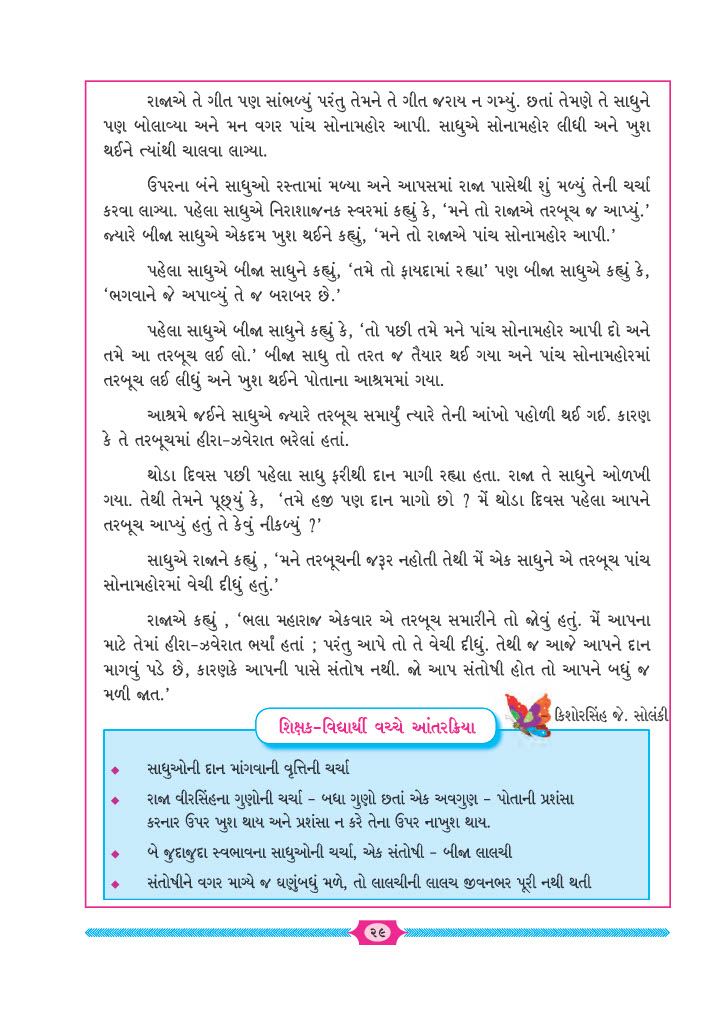 રાજાએ તે ગીત પણ સાંભળ્યું પરંતુ તેમને તે ગીત જરાય ન ગમ્યું. છતાં તેમણે તે સાધુને
પણ બોલાવ્યા અને મન વગર પાંચ સોનામહોર આપી. સાધુએ સોનામહોર લીધી અને ખુશ
થઈને ત્યાંથી ચાલવા લાગ્યા.
ઉપરના બંને સાધુઓ રસ્તામાં મળ્યા અને આપસમાં રાજા પાસેથી શું મળ્યું તેની ચર્ચા
કરવા લાગ્યા. પહેલા સાધુએ નિરાશાજનક સ્વરમાં કહ્યું કે, ‘મને તો રાજાએ તરબૂચ જ આપ્યું.’
જ્યારે બીજા સાધુએ એકદમ ખુશ થઈને કહ્યું, ‘મને તો રાજાએ પાંચ સોનામહોર આપી.’
પહેલા સાધુએ બીજા સાધુને કહ્યું, ‘તમે તો ફાયદામાં રહ્યા’ પણ બીજા સાધુએ કહ્યું કે,
‘ભગવાને જે અપાવ્યું તે જ બરાબર છે.’
પહેલા સાધુએ બીજા સાધુને કહ્યું કે, ‘તો પછી તમે મને પાંચ સોનામહોર આપી દો અને
તમે આ તરબૂચ લઈ લો.’ બીજા સાધુ તો તરત જ તૈયાર થઈ ગયા અને પાંચ સોનામહોરમાં
તરબૂચ લઈ લીધું અને ખુશ થઈને પોતાના આશ્રમમાં ગયા.
આશ્રમે જઈને સાધુએ જ્યારે તરબૂચ સમાર્યું ત્યારે તેની આંખો પહોળી થઈ ગઈ. કારણ
કે તે તરબૂચમાં હીરા-ઝવેરાત ભરેલાં હતાં.
થોડા દિવસ પછી પહેલા સાધુ ફરીથી દાન માગી રહ્યા હતા. રાજા તે સાધુને ઓળખી
ગયા. તેથી તેમને પૂછ્યું કે, ‘તમે હજી પણ દાન માગો છો ? મેં થોડા દિવસ પહેલા આપને
તરબૂચ આપ્યું હતું તે કેવું નીકળ્યું ?’
સાધુએ રાજાને કહ્યું , ‘મને તરબૂચની જરૂર નહોતી તેથી મેં એક સાધુને એ તરબૂચ પાંચ
સોનામહોરમાં વેચી દીધું હતું.’
રાજાએ કહ્યું , ‘ભલા મહારાજ એકવાર એ તરબૂચ સમારીને તો જોવું હતું. મેં આપના
માટે તેમાં હીરા-ઝવેરાત ભર્યાં હતાં ; પરંતુ આપે તો તે વેચી દીધું. તેથી જ આજે આપને દાન
માગવું પડે છે, કારણકે આપની પાસે સંતોષ નથી. જો આપ સંતોષી હોત તો આપને બધું જ
મળી જાત.’
કિશોરસિંહ જે. સોલંકી
શિક્ષક-વિદ્યાર્થી વચ્ચે આંતરક્રિયા
◆ સાધુઓની દાન માંગવાની વૃત્તિની ચર્ચા
◆ રાજા વીરસિંહના ગુણોની ચર્ચા - બધા ગુણો છતાં એક અવગુણ - પોતાની પ્રશંસા
કરનાર ઉપર ખુશ થાય અને પ્રશંસા ન કરે તેના ઉપર નાખુશ થાય.
◆ બે જુદાજુદા સ્વભાવના સાધુઓની ચર્ચા, એક સંતોષી - બીજા લાલચી
◆ સંતોષીને વગર માગ્યે જ ઘણુંબધું મળે, તો લાલચીની લાલચ જીવનભર પૂરી નથી થતી
૨૯